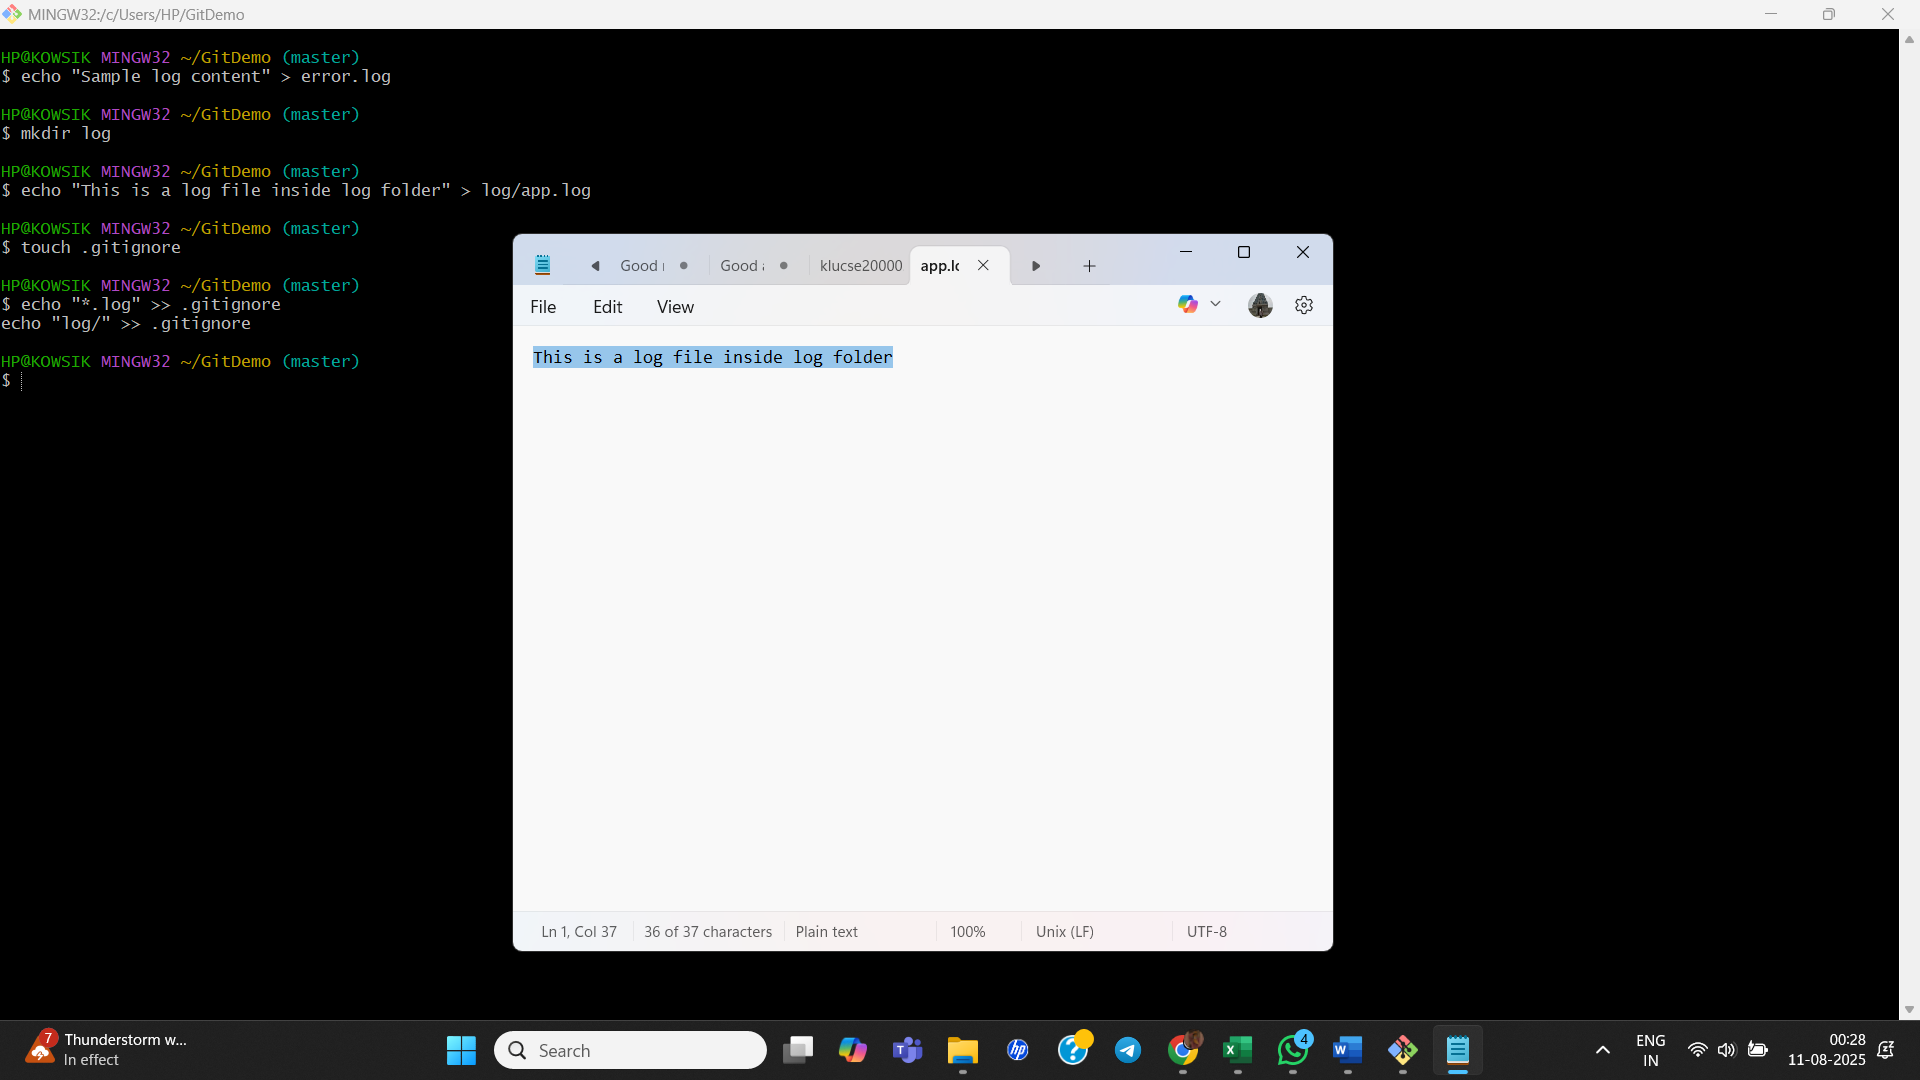 MINGW32:/c/Users/HP/GitDemo
HP@KOWSIK MINGW32 ~/GitDemo (master)
$ echo "Sample log content" > error.log
HP@KOWSIK MINGW32 ~/GitDemo (master)
$ mkdir log
HP@KOWSIK MINGW32 ~/GitDemo (master)
$ echo "This is a log file inside log folder" > log/app.log
HP@KOWSIK MINGW32 ~/GitDemo (master)
$ touch .gitignore
HP@KOWSIK MINGW32 ~/GitDemo (master)
$ echo "*.log" >> .gitignore
echo "log/" >> .gitignore
HP@KOWSIK MINGW32 ~/GitDemo (master)
$
Good
Good
klucse20000
app.lo
File Edit View
This is a log file inside log folder
Ln 1, Col 37 36 of 37 characters Plain text 100% Unix (LF) UTF-8
7
Thunderstorm w...
In effect
Search
T
hp
?
X
4
W
ENG
IN
00:28
11-08-2025